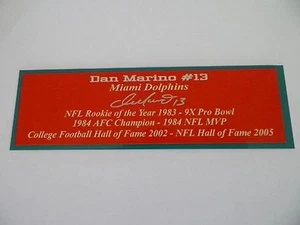 Dan Marino #13
Miami Dolphins
13
NFL Rookie of the Year 1983 - 9X Pro Bowl
1984 AFC Champion - 1984 NFL MVP
College Football Hall of Fame 2002 - NFL Hall of Fame 2005